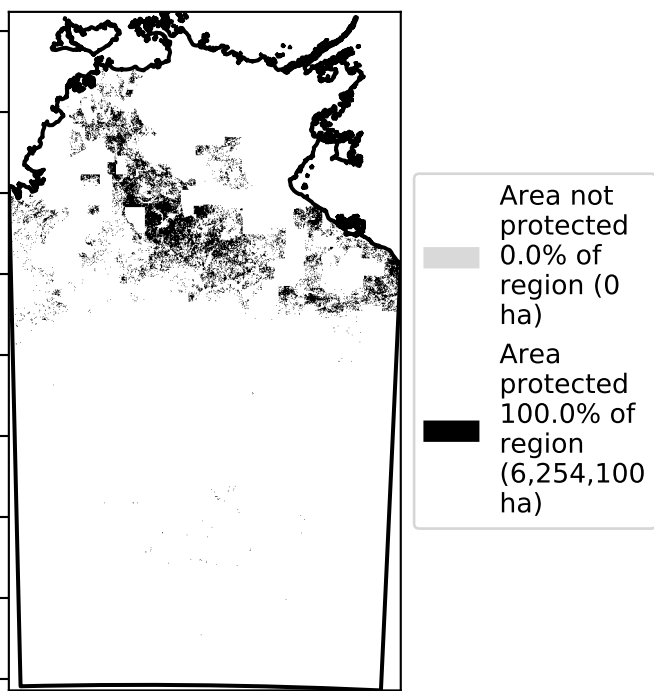 Area not
protected
0.0% of
region (0
ha)
Area
protected
100.0% of
region
(6,254,100
ha)